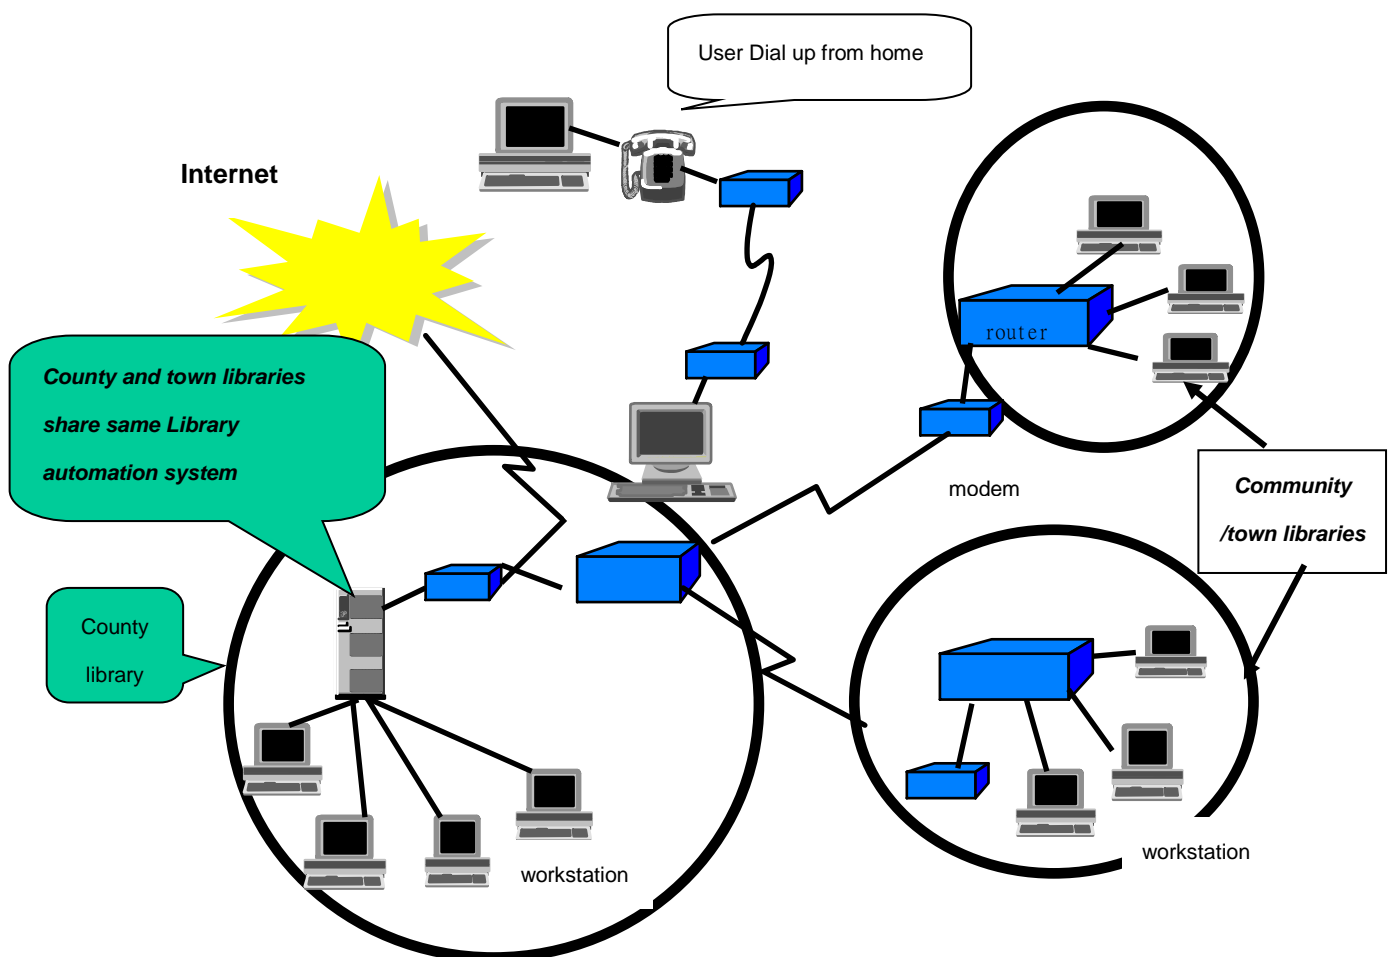 User Dial up from home
Internet
router
County and town libraries
share same Library
automation system
modem
Community
/town libraries
County
library
workstation
workstation